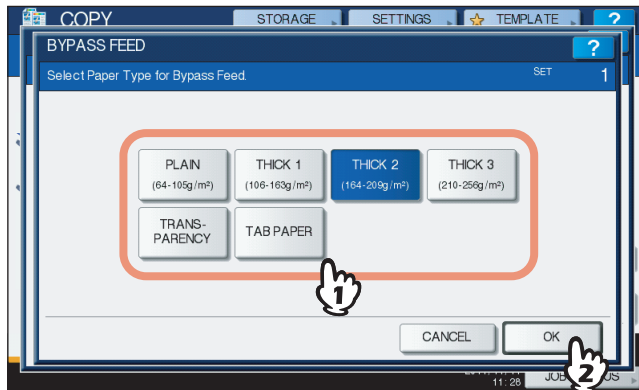 COPY
STORAGE
SETTINGS
TEMPLATE
?
BYPASS FEED
?
Select Paper Type for Bypass Feed.
SET 1
PLAIN
(64-105g/m²)
THICK 1
(106-163g/m²)
THICK 2
(164-209g/m²)
THICK 3
(210-256g/m²)
TRANS-
PARENCY
TAB PAPER
1
CANCEL
OK
2
11:28